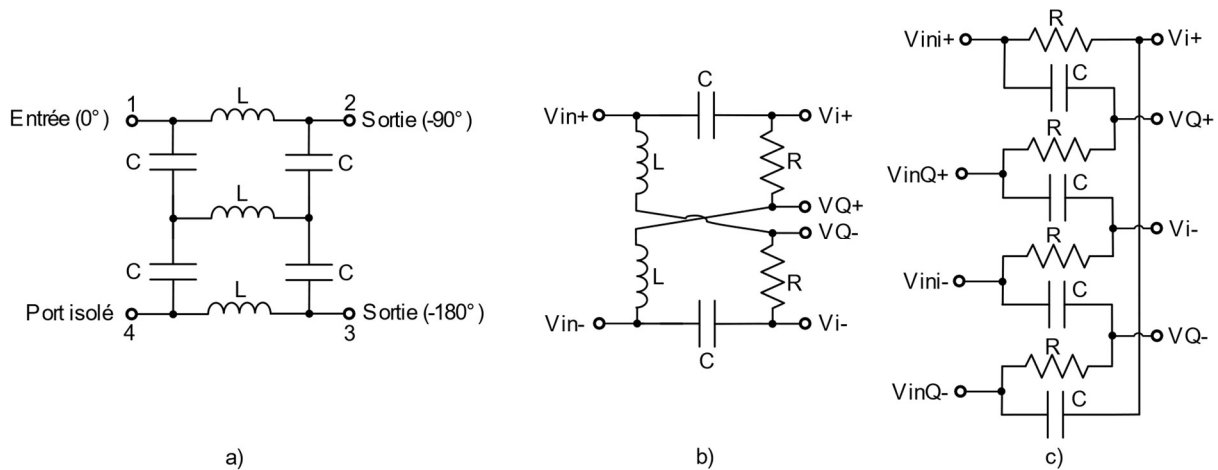 1
L
2
Entrée (0°)
Sortie (-90°)
C
C
L
C
C
L
Port isolé
Sortie (-180°)
4
3
a)
C
Vin+
Vi+
L
R
VQ+
VQ-
L
R
Vin-
Vi-
C
b)
R
Vini+
Vi+
C
VQ+
R
VinQ+
C
Vi-
R
Vini-
C
VQ-
R
VinQ-
C
c)